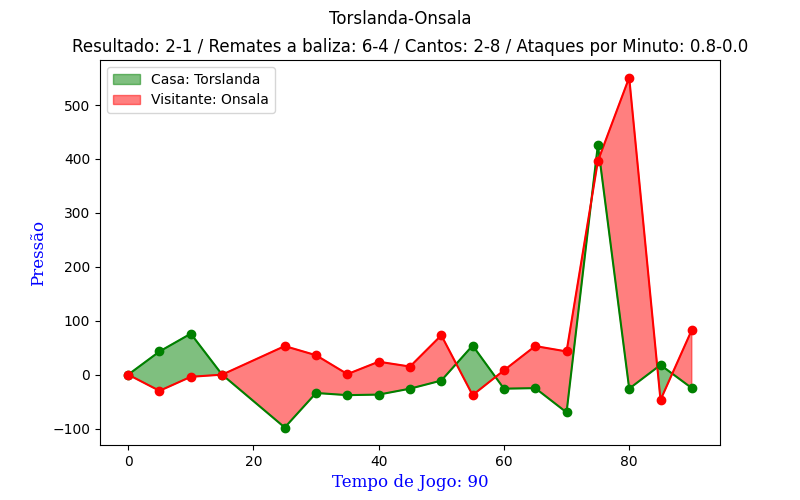 Torslanda-Onsala
Resultado: 2-1 / Remates a baliza: 6-4 / Cantos: 2-8 / Ataques por Minuto: 0.8-0.0
Casa: Torslanda
Visitante: Onsala
500
400
300
200
100
0
−100
Pressão
0 20 40 60 80
Tempo de Jogo: 90